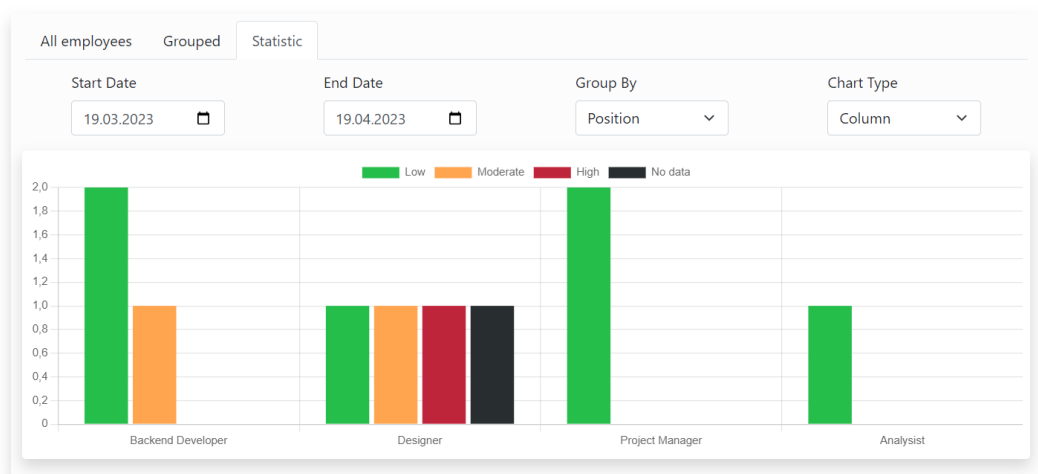 All employees Grouped Statistic
Start Date End Date Group By Chart Type
19.03.2023 19.04.2023 Position Column
Low Moderate High No data
2,0
1,8
1,6
1,4
1,2
1,0
0,8
0,6
0,4
0,2
0
Backend Developer Designer Project Manager Analysist